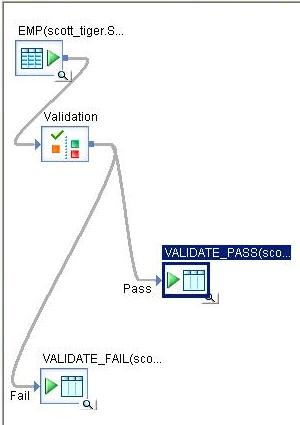 EMP(scott_tiger.S...
Validation
VALIDATE_PASS(sco...
Pass
VALIDATE_FAIL(sco...
Fail